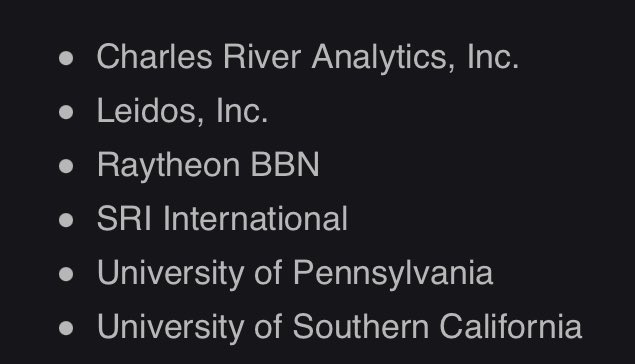 ● Charles River Analytics, Inc.
● Leidos, Inc.
● Raytheon BBN
● SRI International
● University of Pennsylvania
● University of Southern California